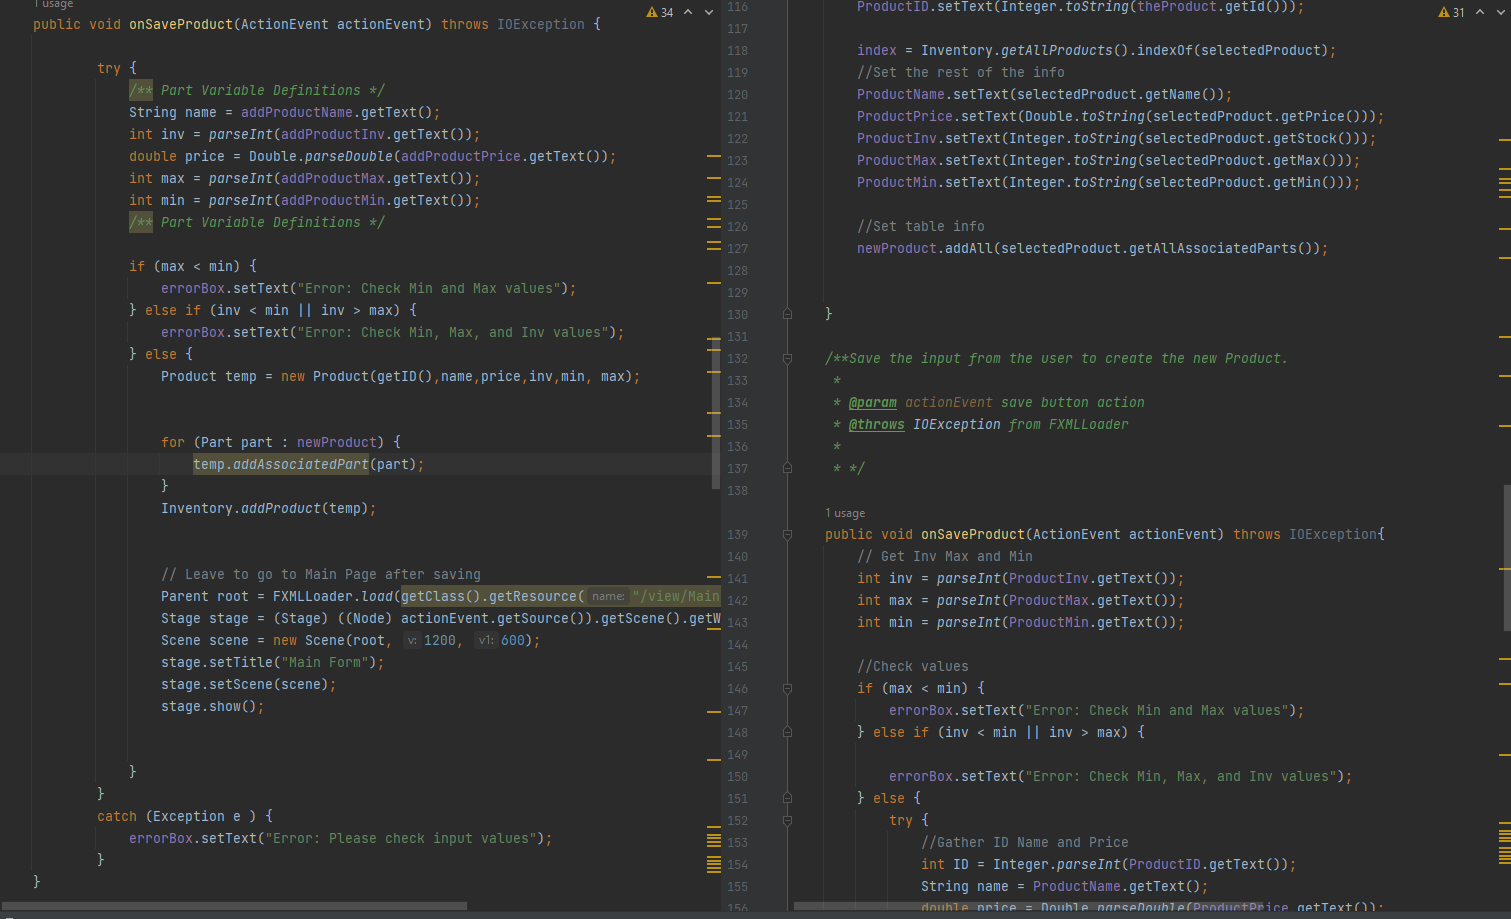 1 usage
34
public void onSaveProduct(ActionEvent actionEvent) throws IOException {
try {
/** Part Variable Definitions */
String name = addProductName.getText();
int inv = parseInt(addProductInv.getText());
double price = Double.parseDouble(addProductPrice.getText());
int max = parseInt(addProductMax.getText());
int min = parseInt(addProductMin.getText());
/** Part Variable Definitions */
if (max < min) {
errorBox.setText("Error: Check Min and Max values");
} else if (inv < min || inv > max) {
errorBox.setText("Error: Check Min, Max, and Inv values");
} else {
Product temp = new Product(getID(),name,price,inv,min, max);
for (Part part : newProduct) {
temp.addAssociatedPart(part);
}
Inventory.addProduct(temp);
// Leave to go to Main Page after saving
Parent root = FXMLLoader.load(getClass().getResource( name: "/view/Main
Stage stage = (Stage) ((Node) actionEvent.getSource()).getScene().getW
Scene scene = new Scene(root, v: 1200, v1: 600);
stage.setTitle("Main Form");
stage.setScene(scene);
stage.show();
}
}
catch (Exception e ) {
errorBox.setText("Error: Please check input values");
}
}
31
116 ProductID.setText(Integer.toString(theProduct.getId()));
117
118 index = Inventory.getAllProducts().indexOf(selectedProduct);
119 //Set the rest of the info
120 ProductName.setText(selectedProduct.getName());
121 ProductPrice.setText(Double.toString(selectedProduct.getPrice()));
122 ProductInv.setText(Integer.toString(selectedProduct.getStock()));
123 ProductMax.setText(Integer.toString(selectedProduct.getMax()));
124 ProductMin.setText(Integer.toString(selectedProduct.getMin()));
125
126 //Set table info
127 newProduct.addAll(selectedProduct.getAllAssociatedParts());
128
129
130 }
131
132 /**Save the input from the user to create the new Product.
133 *
134 * @param actionEvent save button action
135 * @throws IOException from FXMLLoader
136 *
137 * */
138
1 usage
139 public void onSaveProduct(ActionEvent actionEvent) throws IOException{
140 // Get Inv Max and Min
141 int inv = parseInt(ProductInv.getText());
142 int max = parseInt(ProductMax.getText());
143 int min = parseInt(ProductMin.getText());
144
145 //Check values
146 if (max < min) {
147 errorBox.setText("Error: Check Min and Max values");
148 } else if (inv < min || inv > max) {
149
150 errorBox.setText("Error: Check Min, Max, and Inv values");
151 } else {
152 try {
153 //Gather ID Name and Price
154 int ID = Integer.parseInt(ProductID.getText());
155 String name = ProductName.getText();
156 double price = Double.parseDouble(ProductPrice.getText());